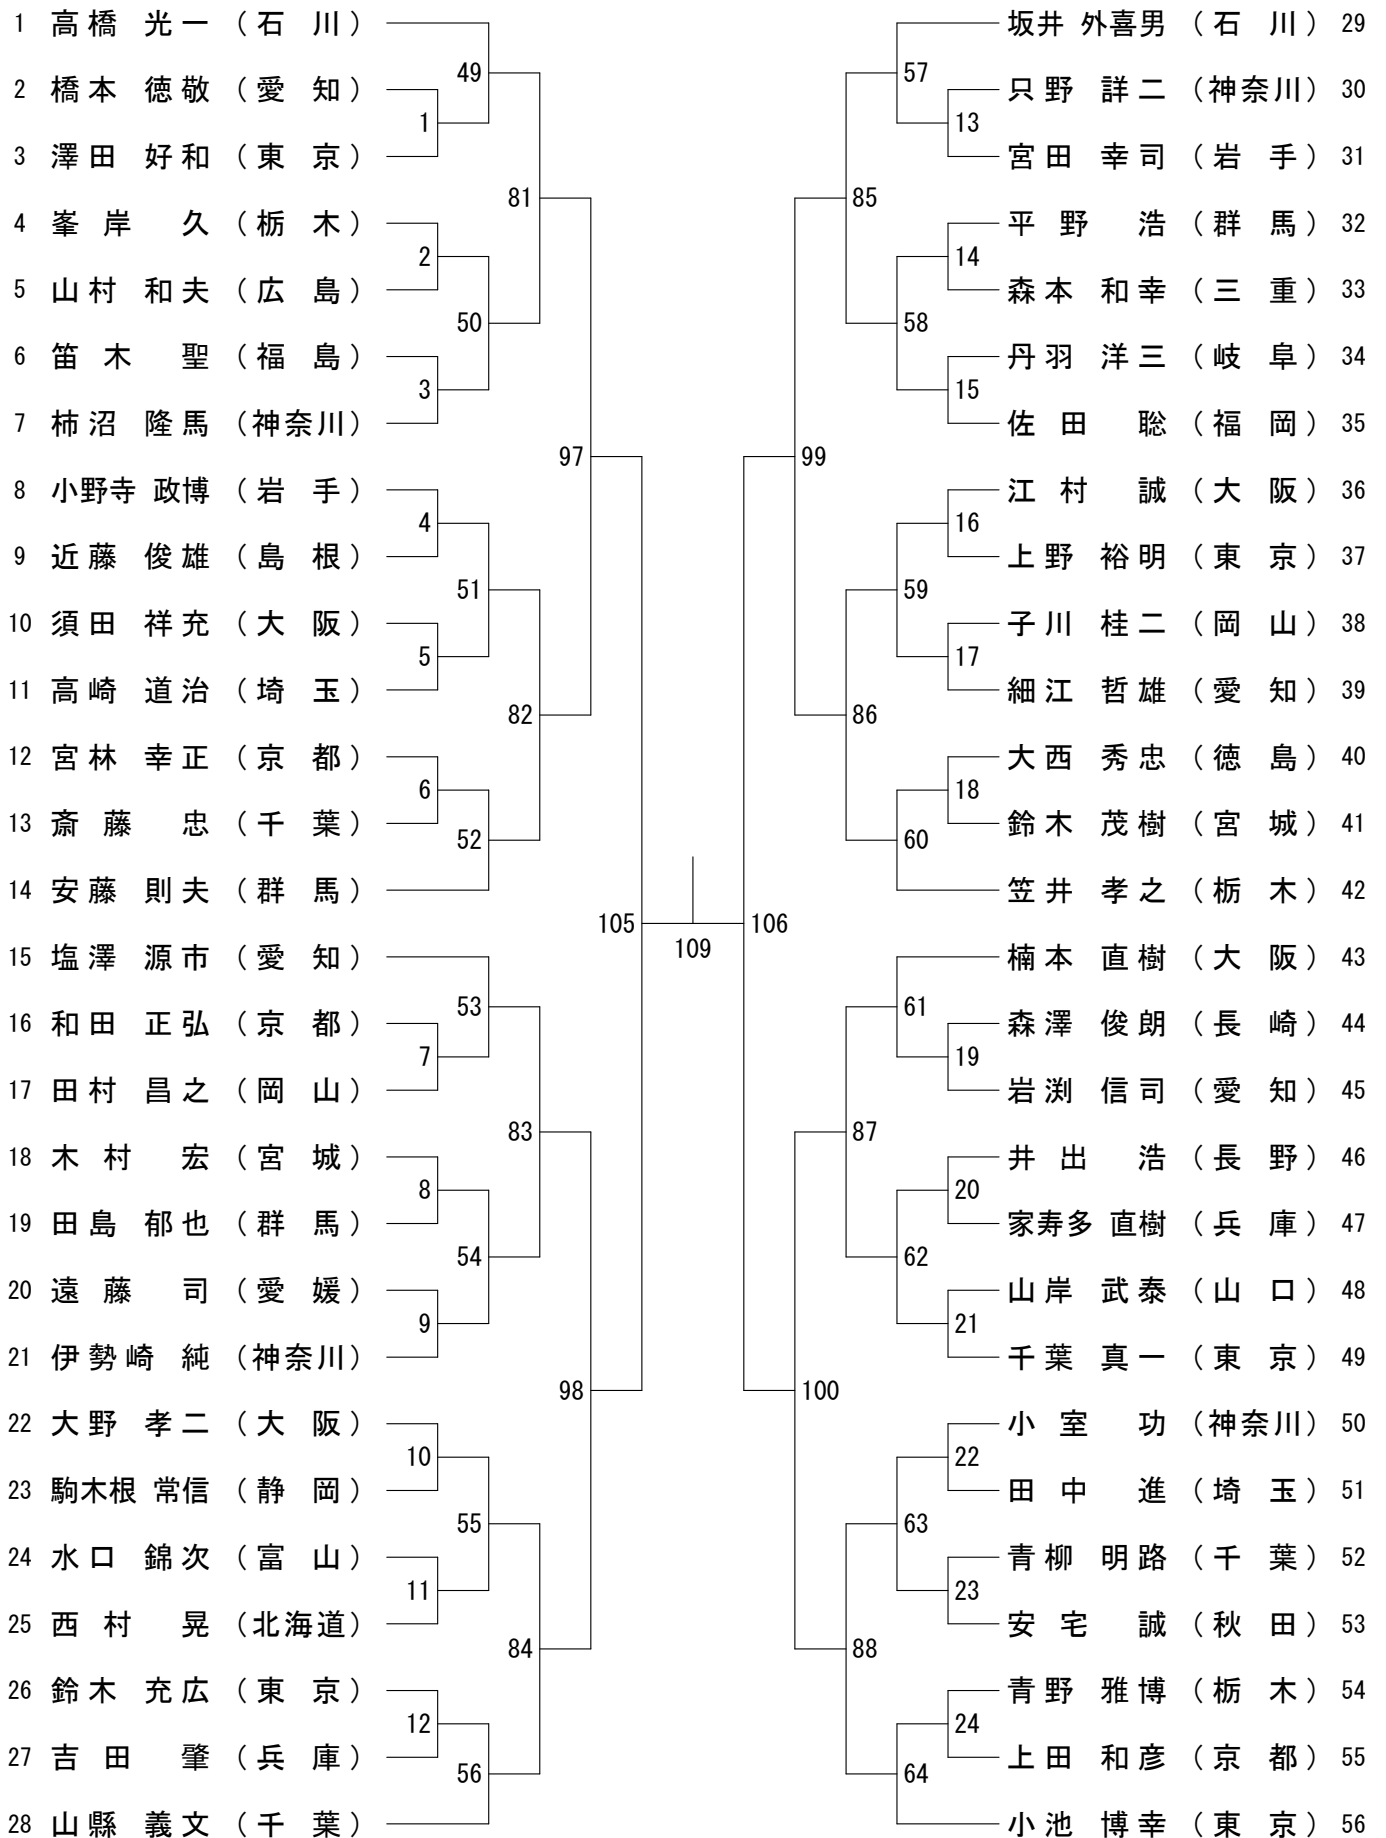 1 高橋 光一 (石川)
49
2 橋本 徳敬 (愛知)
1
3 澤田 好和 (東京)
81
4 峯岸 久 (栃木)
2
5 山村 和夫 (広島)
50
6 笛木 聖 (福島)
3
7 柿沼 隆馬 (神奈川)
97
8 小野寺 政博 (岩手)
4
9 近藤 俊雄 (島根)
51
10 須田 祥充 (大阪)
5
11 高崎 道治 (埼玉)
82
12 宮林 幸正 (京都)
6
13 斎藤 忠 (千葉)
52
14 安藤 則夫 (群馬)
105
109
15 塩澤 源市 (愛知)
53
16 和田 正弘 (京都)
7
17 田村 昌之 (岡山)
83
18 木村 宏 (宮城)
8
19 田島 郁也 (群馬)
54
20 遠藤 司 (愛媛)
9
21 伊勢崎 純 (神奈川)
98
22 大野 孝二 (大阪)
10
23 駒木根 常信 (静岡)
55
24 水口 錦次 (富山)
11
25 西村 晃 (北海道)
84
26 鈴木 充広 (東京)
12
27 吉田 肇 (兵庫)
56
28 山縣 義文 (千葉)
坂井 外喜男 (石川) 29
57
只野 詳二 (神奈川) 30
13
宮田 幸司 (岩手) 31
85
平野 浩 (群馬) 32
14
森本 和幸 (三重) 33
58
丹羽 洋三 (岐阜) 34
15
佐田 聡 (福岡) 35
99
江村 誠 (大阪) 36
16
上野 裕明 (東京) 37
59
子川 桂二 (岡山) 38
17
細江 哲雄 (愛知) 39
86
大西 秀忠 (徳島) 40
18
鈴木 茂樹 (宮城) 41
60
笠井 孝之 (栃木) 42
106
楠本 直樹 (大阪) 43
61
森澤 俊朗 (長崎) 44
19
岩渕 信司 (愛知) 45
87
井出 浩 (長野) 46
20
家寿多 直樹 (兵庫) 47
62
山岸 武泰 (山口) 48
21
千葉 真一 (東京) 49
100
小室 功 (神奈川) 50
22
田中 進 (埼玉) 51
63
青柳 明路 (千葉) 52
23
安宅 誠 (秋田) 53
88
青野 雅博 (栃木) 54
24
上田 和彦 (京都) 55
64
小池 博幸 (東京) 56